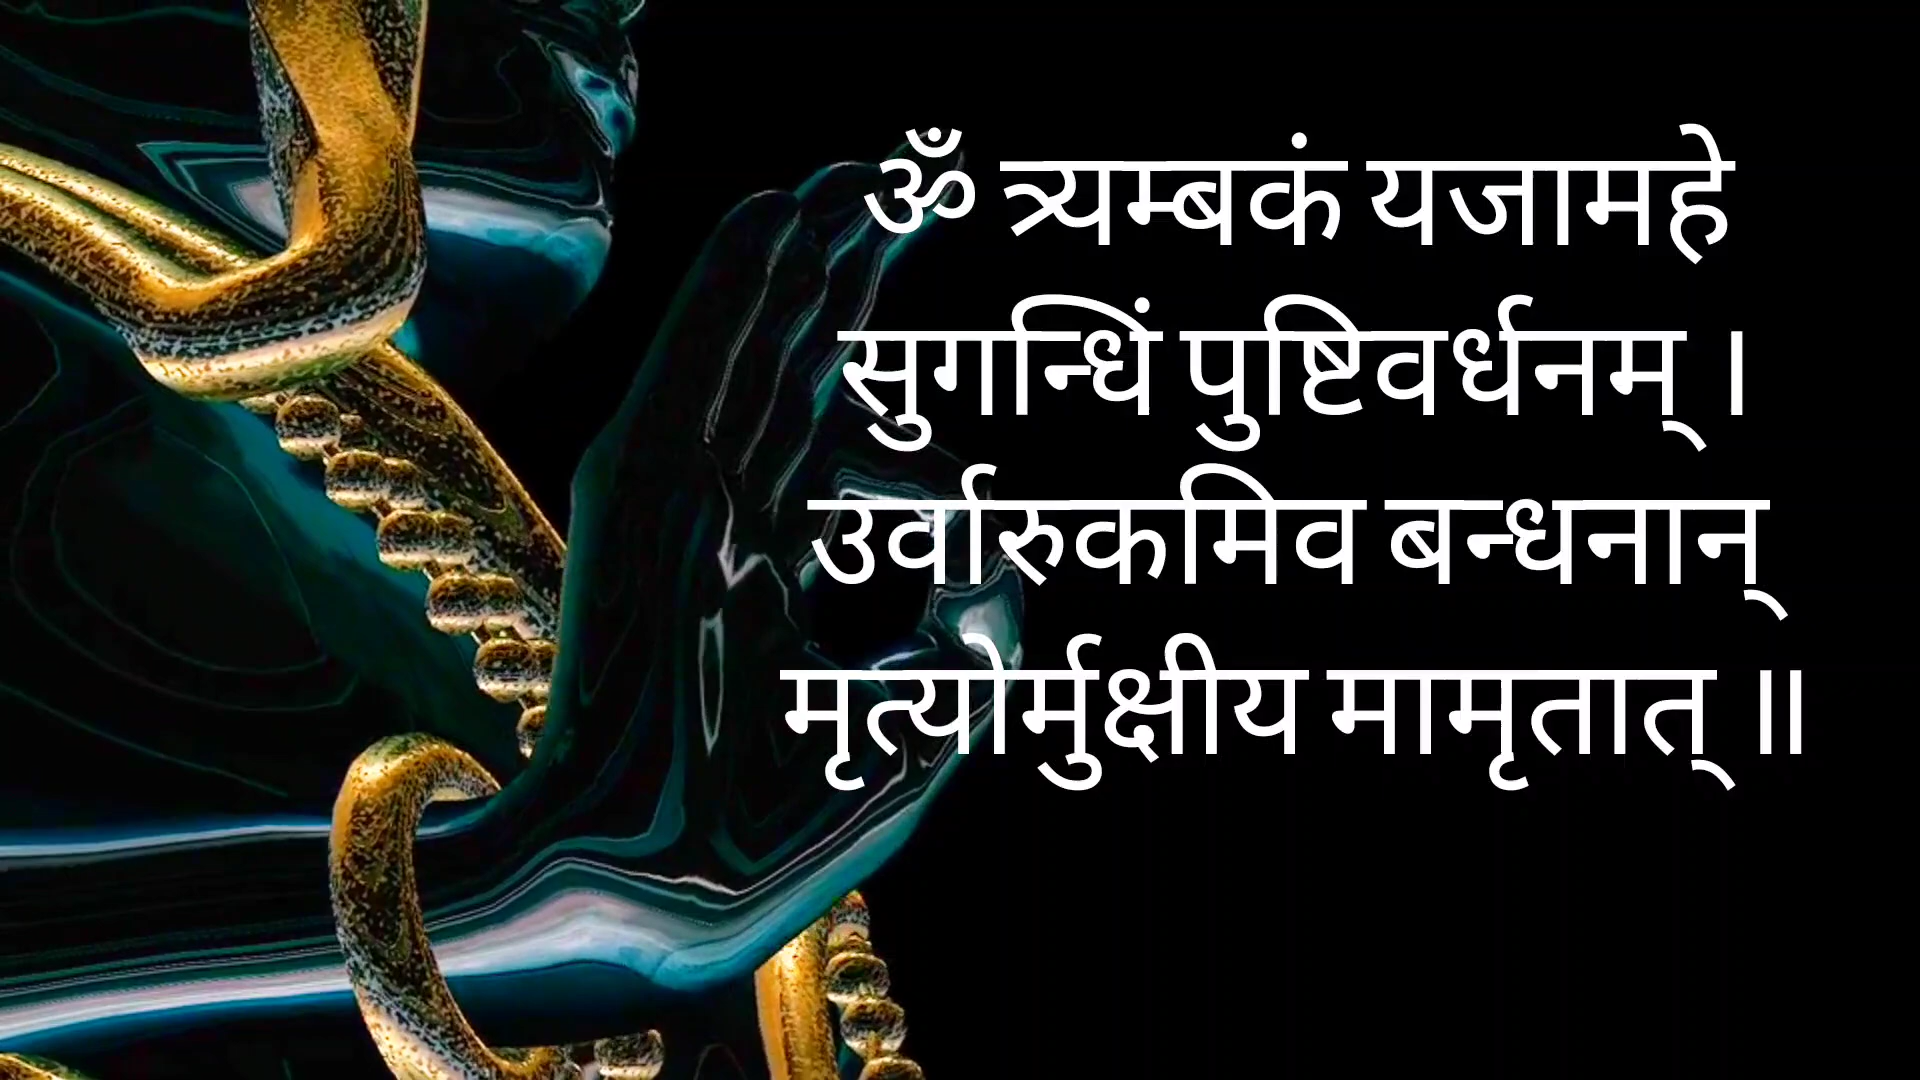 ॐ त्र्यम्बकं यजामहे
सुगन्धिं पुष्टिवर्धनम् ।
उर्वारुकमिव बन्धनान्
मृत्योर्मुक्षीय मामृतात् ॥